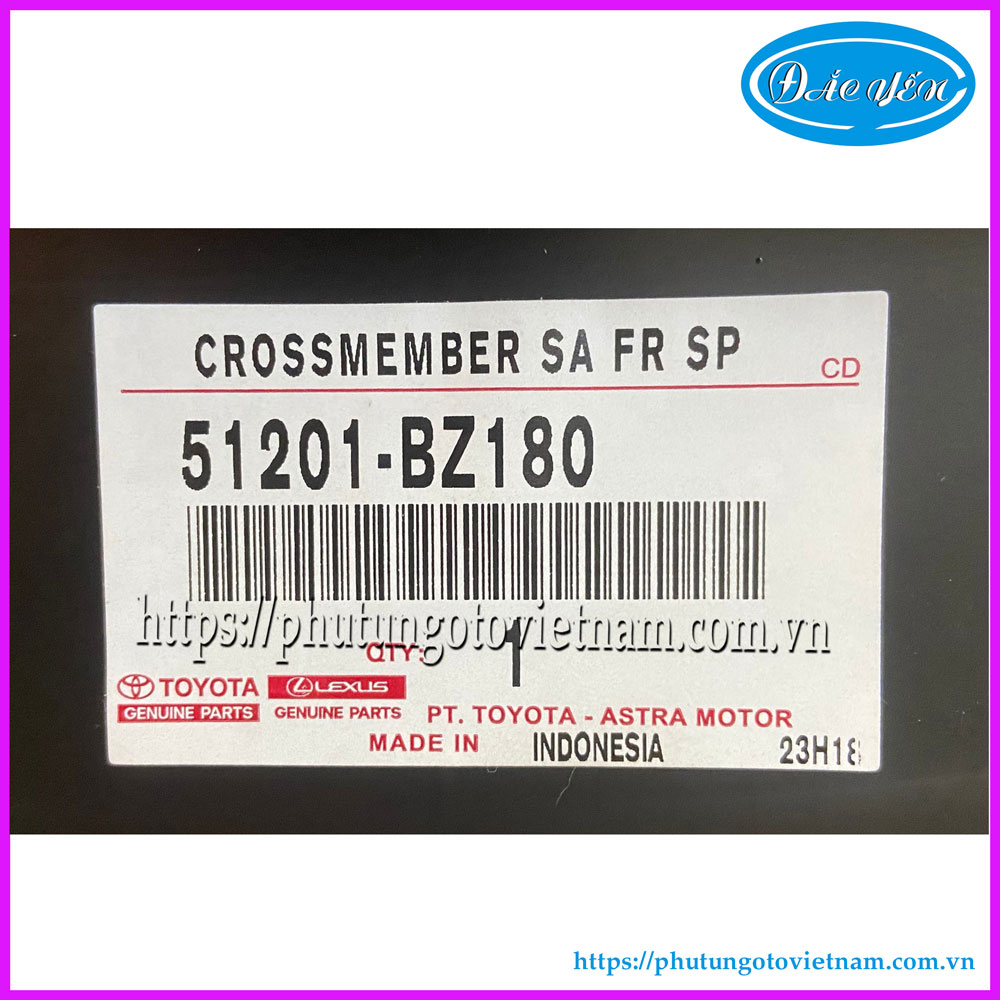 ĐẮC YẾN
CROSSMEMBER SA FR SP
CD
51201-BZ180
https://phutungotovietnam.com.vn
QTY: 1
TOYOTA LEXUS
GENUINE PARTS GENUINE PARTS PT. TOYOTA - ASTRA MOTOR
MADE IN INDONESIA 23H18
https://phutungotovietnam.com.vn